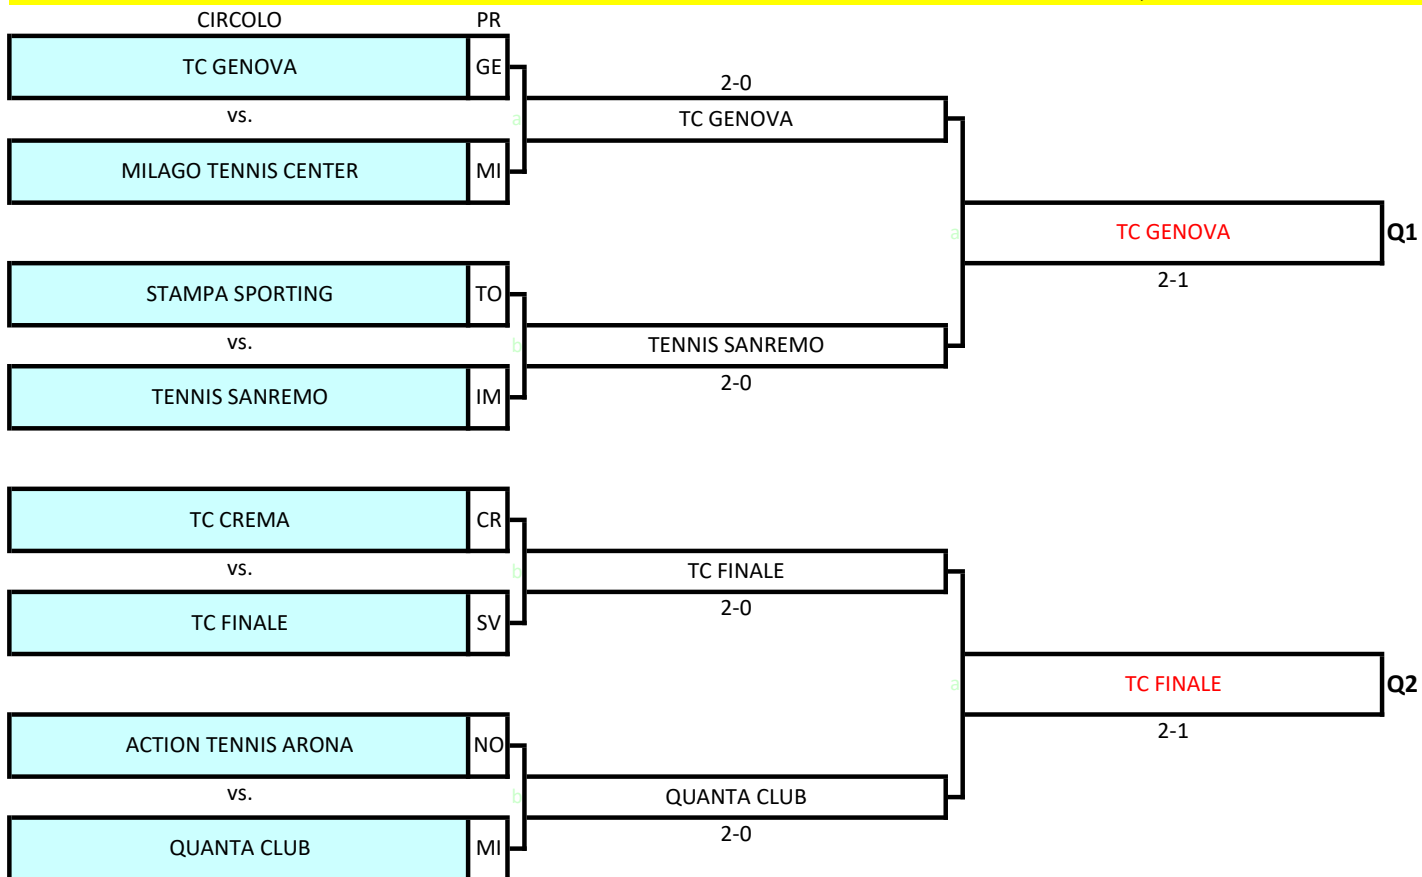 CIRCOLO PR
TC GENOVA GE
2-0
vs.
a
TC GENOVA
MILAGO TENNIS CENTER MI
a
TC GENOVA Q1
2-1
STAMPA SPORTING TO
vs.
b
TENNIS SANREMO
2-0
TENNIS SANREMO IM
TC CREMA CR
vs.
b
TC FINALE
2-0
TC FINALE SV
a
TC FINALE Q2
2-1
ACTION TENNIS ARONA NO
vs.
b
QUANTA CLUB
2-0
QUANTA CLUB MI